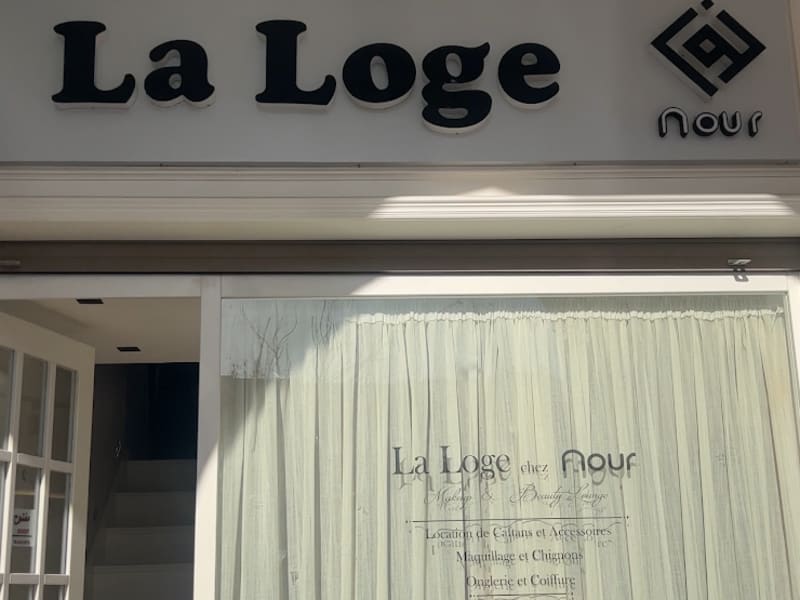 La Loge
nour
La Loge chez nour
Makeup & Beauty Lounge
Location de Caftans et Accessoires
Maquillage et Chignons
Onglerie et Coiffure